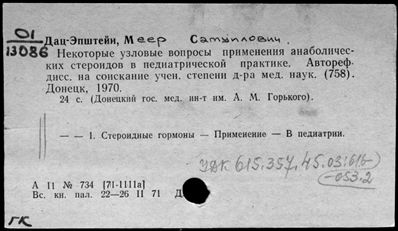 01
13086
Дац-Эпштейн, Меер Самуилович.
Некоторые узловые вопросы применения анаболичес-
ких стероидов в педиатрической практике. Автореф.
дисс. на соискание учен. степени д-ра мед. наук. (758).
Донецк, 1970.
24 с. (Донецкий гос. мед. ин-т им. А. М. Горького).
— — 1. Стероидные гормоны — Применение — В педиатрии.
УДК 615.357.45.03:616-
-053.2
А II № 734 [71-1111а]
Вс. кн. пал. 22—26 II 71 Д
ГК